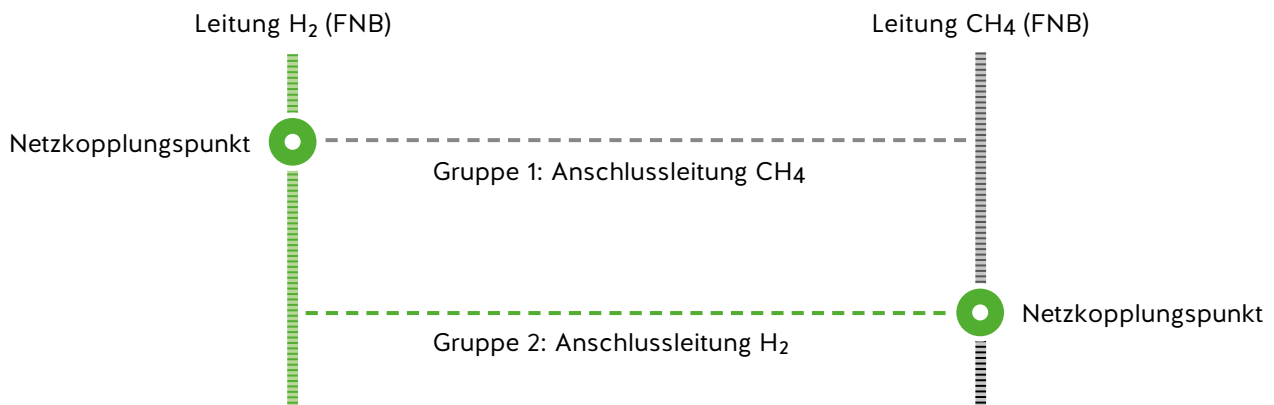 Leitung H₂ (FNB)
Leitung CH4 (FNB)
Netzkopplungspunkt
Gruppe 1: Anschlussleitung CH4
Netzkopplungspunkt
Gruppe 2: Anschlussleitung H₂